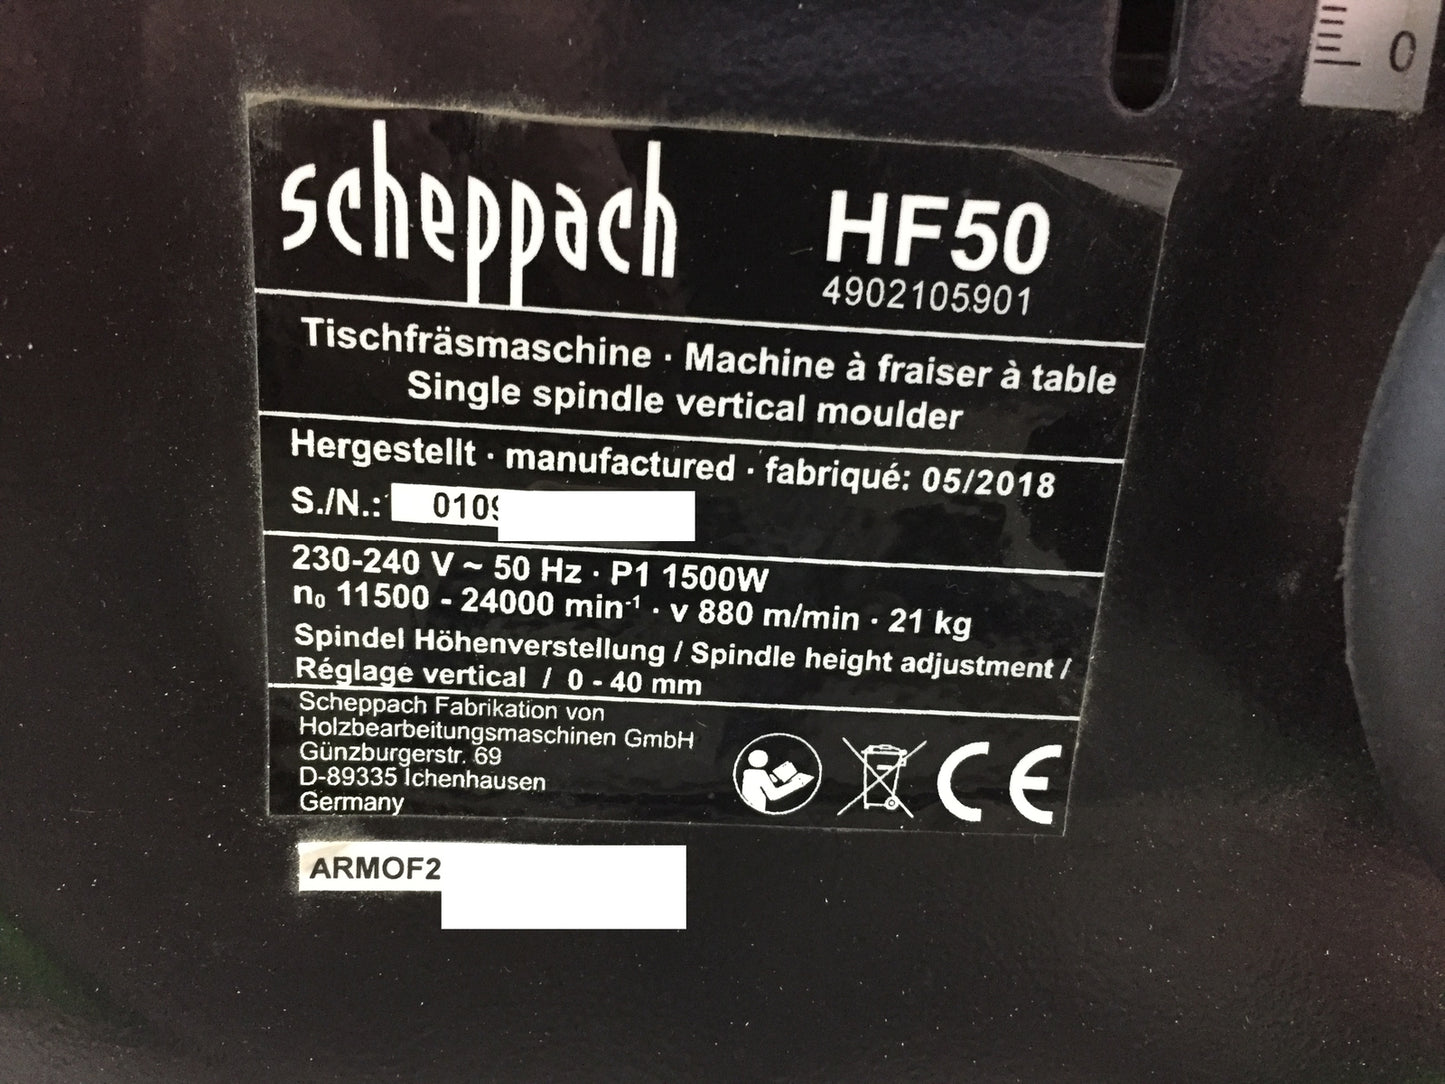 0
scheppach
HF50
4902105901
Tischfräsmaschine · Machine à fraiser à table
Single spindle vertical moulder
Hergestellt · manufactured · fabriqué: 05/2018
S./N.: 0109
230-240 V ~ 50 Hz · P1 1500W
n₀ 11500 - 24000 min⁻¹ · v 880 m/min · 21 kg
Spindel Höhenverstellung / Spindle height adjustment /
Réglage vertical / 0 - 40 mm
Scheppach Fabrikation von
Holzbearbeitungsmaschinen GmbH
Günzburgerstr. 69
D-89335 Ichenhausen
Germany
CE
ARMOF2